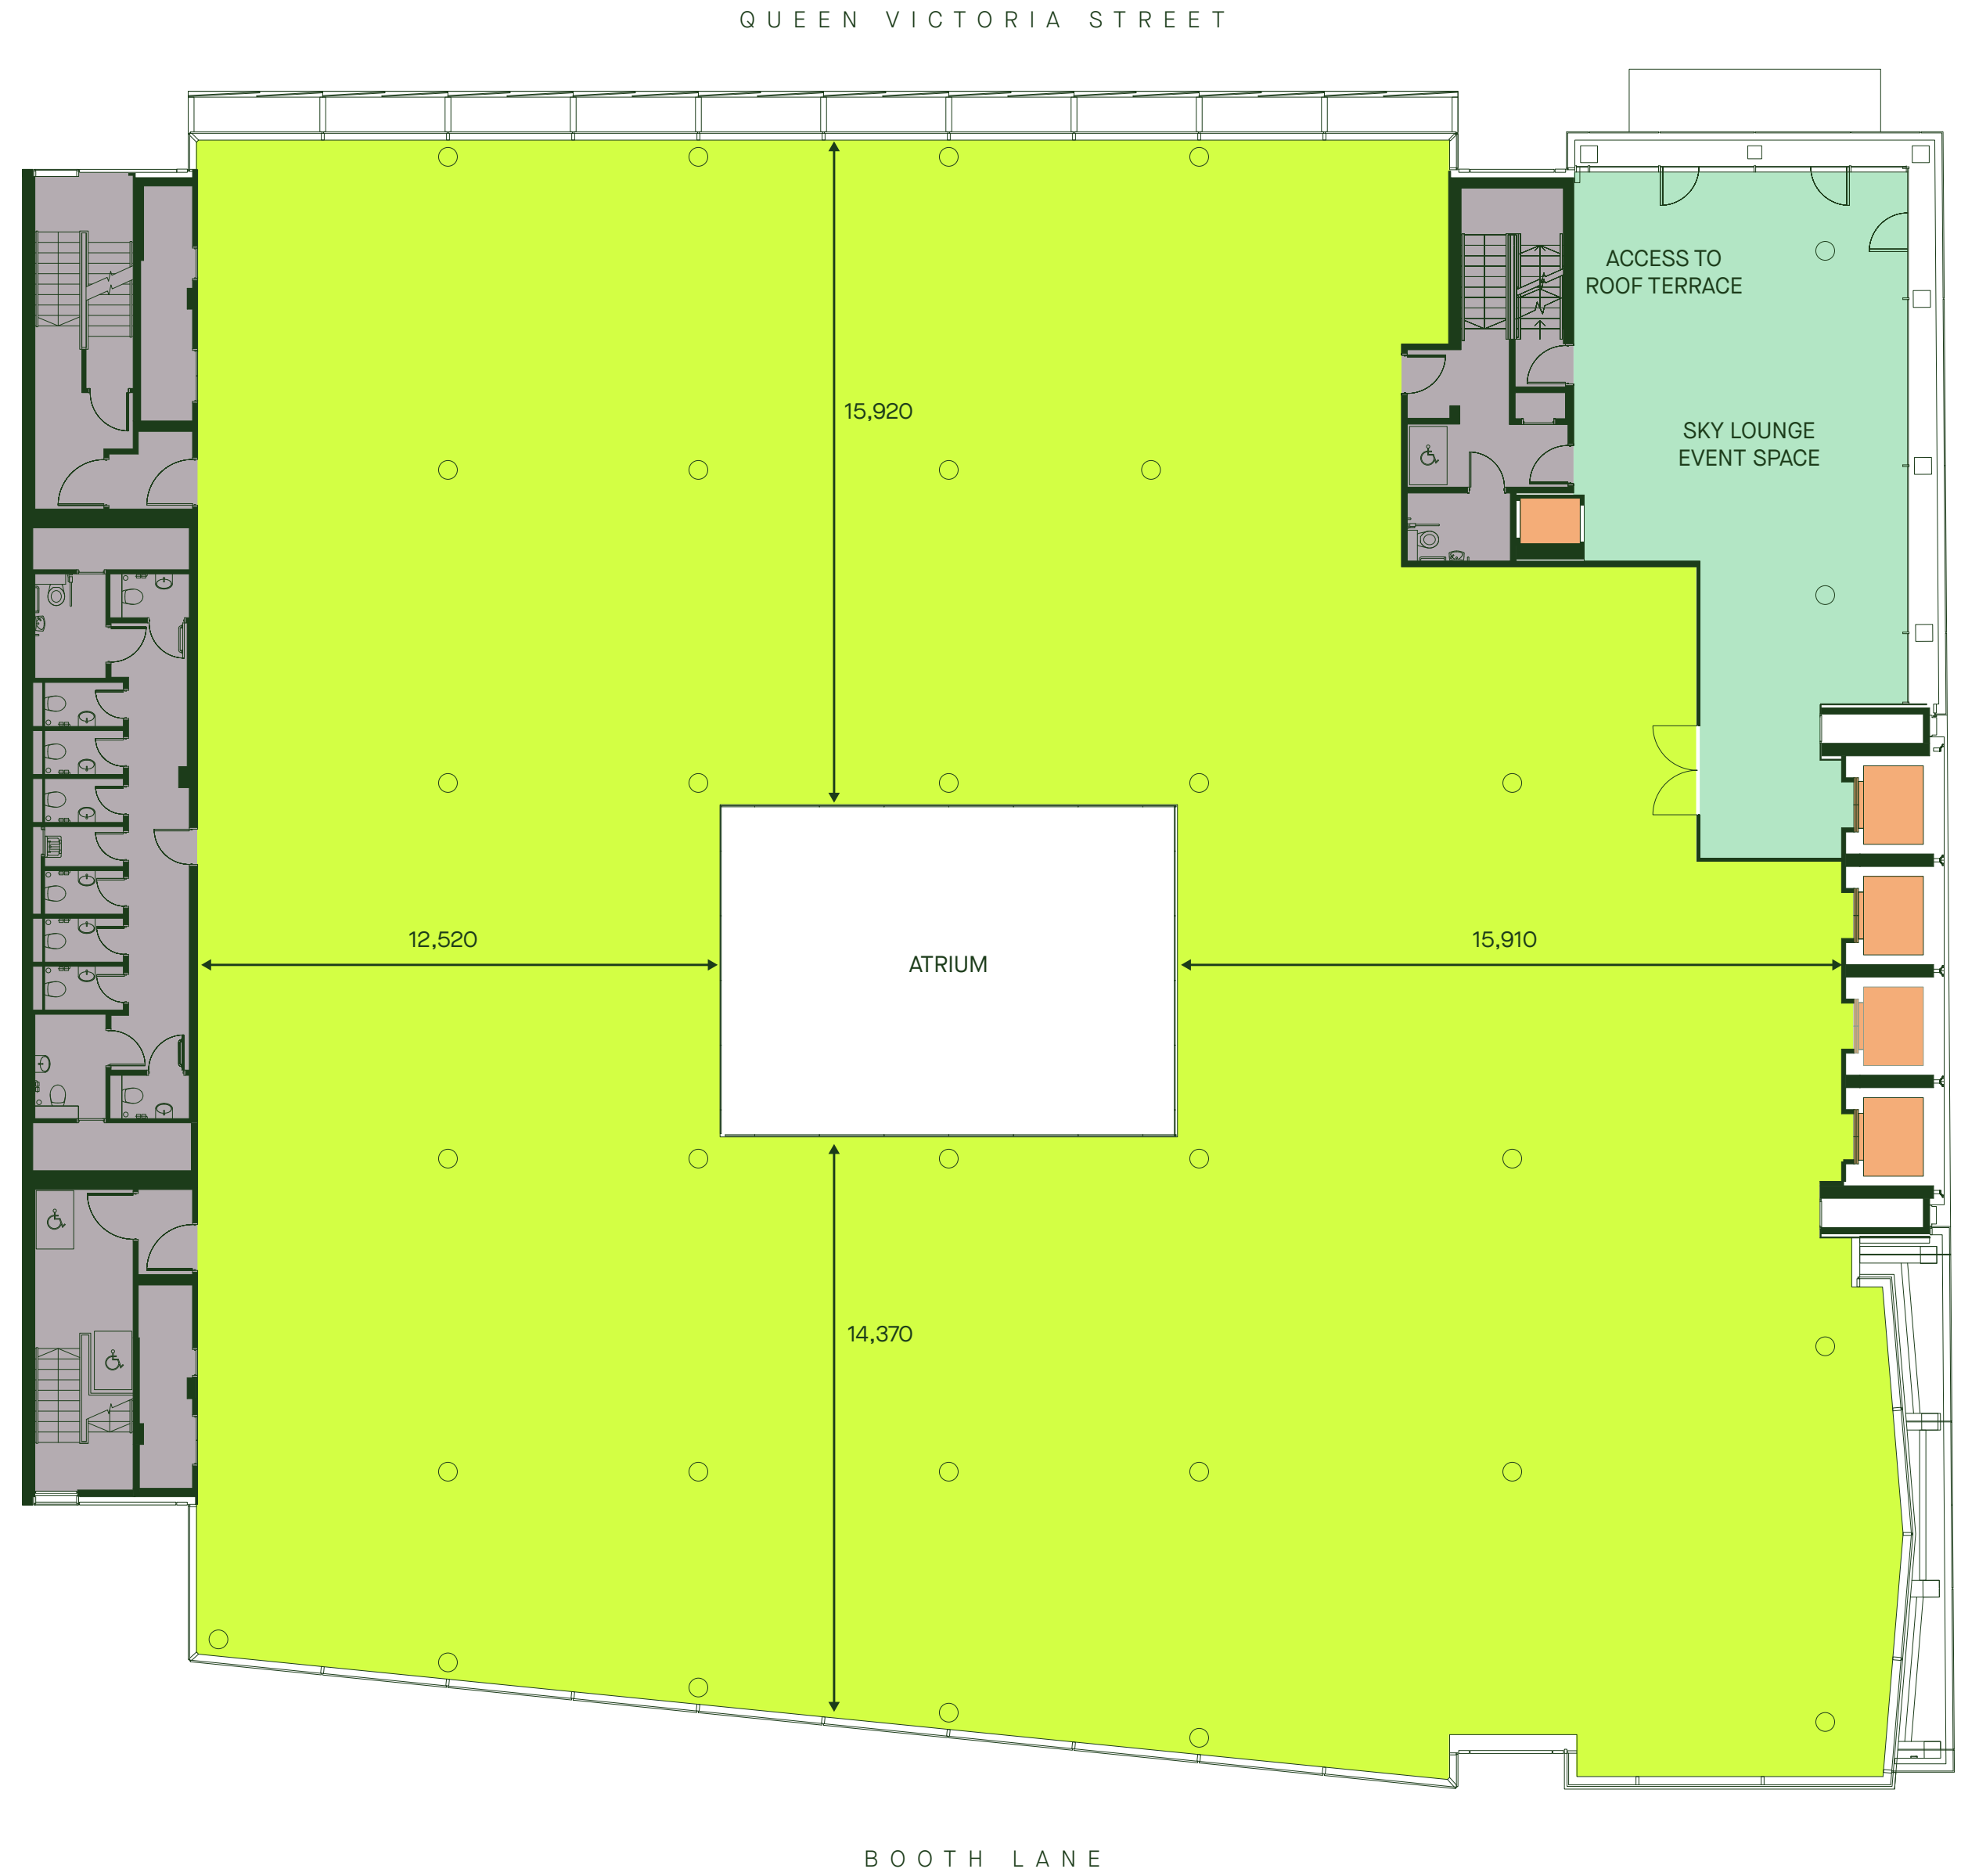 QUEEN VICTORIA STREET
ACCESS TO
ROOF TERRACE
15,920
SKY LOUNGE
EVENT SPACE
12,520
15,910
ATRIUM
14,370
BOOTH LANE